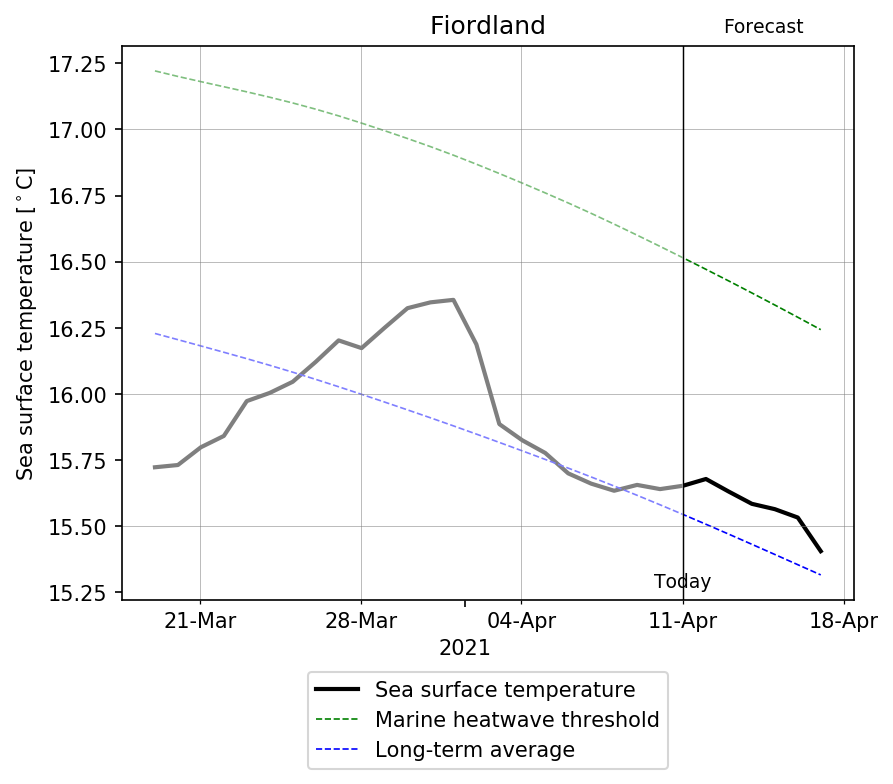 Fiordland
Forecast
Sea surface temperature [°C]
17.25
17.00
16.75
16.50
16.25
16.00
15.75
15.50
15.25
Today
21-Mar 28-Mar 04-Apr 11-Apr 18-Apr
2021
Sea surface temperature
Marine heatwave threshold
Long-term average